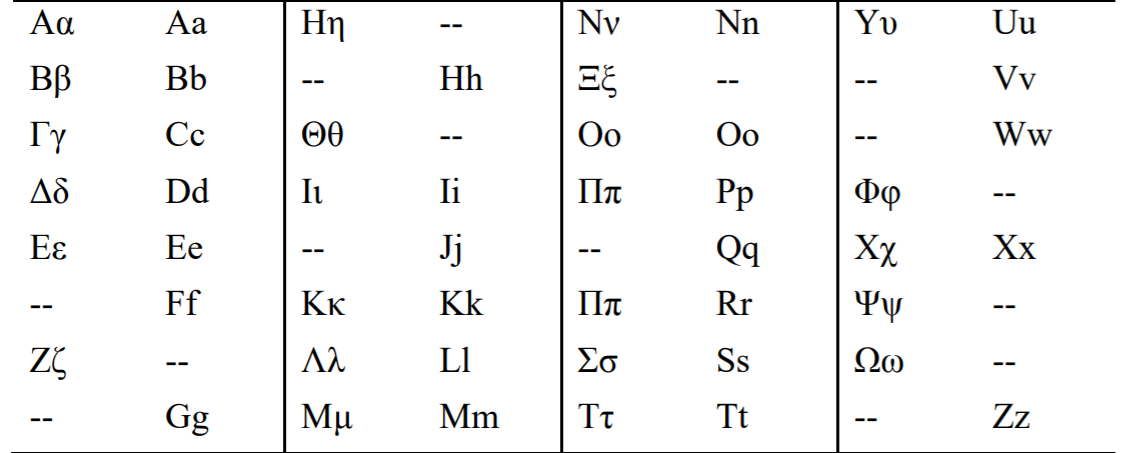 Αα Aa Ηη -- Νν Nn Υυ Uu
Ββ Bb -- Hh Ξξ -- -- Vv
Γγ Cc Θθ -- Οο Oo -- Ww
Δδ Dd Ιι Ii Ππ Pp Φφ --
Εε Ee -- Jj -- Qq Χχ Xx
-- Ff Κκ Kk Ππ Rr Ψψ --
Ζζ -- Λλ Ll Σσ Ss Ωω --
-- Gg Μμ Mm Ττ Tt -- Zz